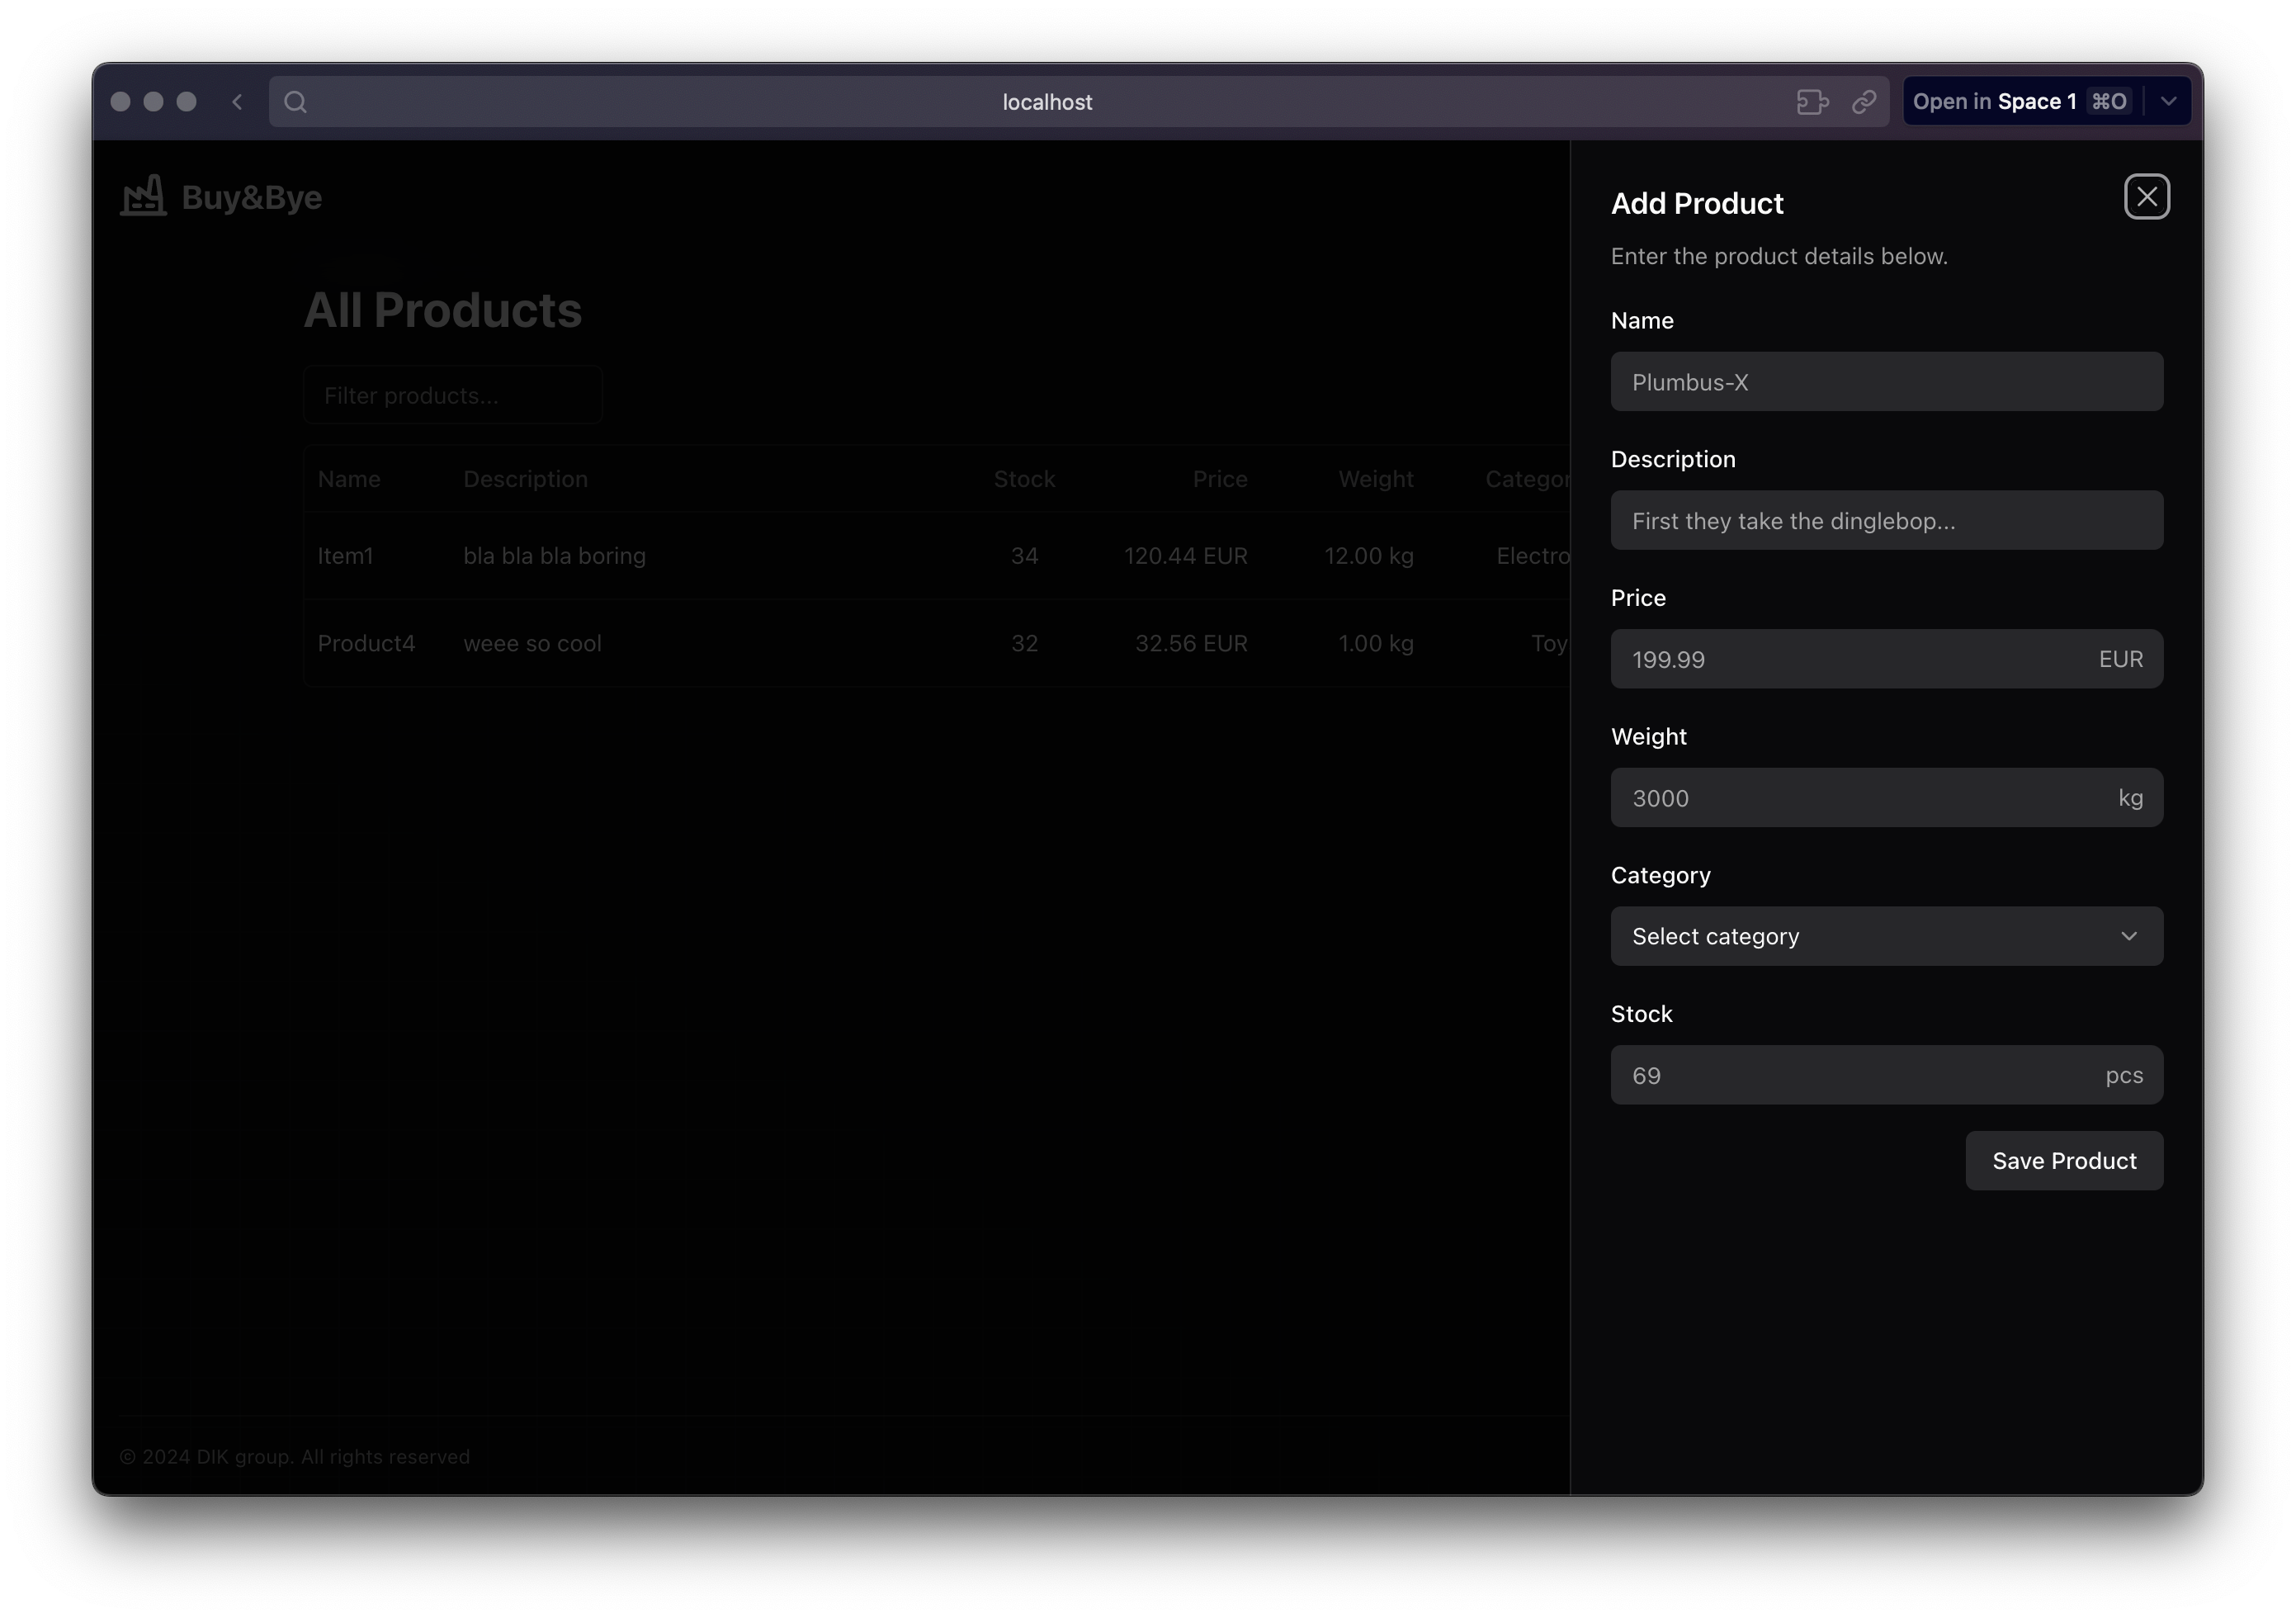 localhost
Open in Space 1 ⌘O
Buy&Bye
All Products
Filter products...
Name Description Stock Price Weight Categor
Item1 bla bla bla boring 34 120.44 EUR 12.00 kg Electro
Product4 weee so cool 32 32.56 EUR 1.00 kg Toy
© 2024 DIK group. All rights reserved
Add Product
Enter the product details below.
Name
Plumbus-X
Description
First they take the dinglebop...
Price
199.99 EUR
Weight
3000 kg
Category
Select category
Stock
69 pcs
Save Product